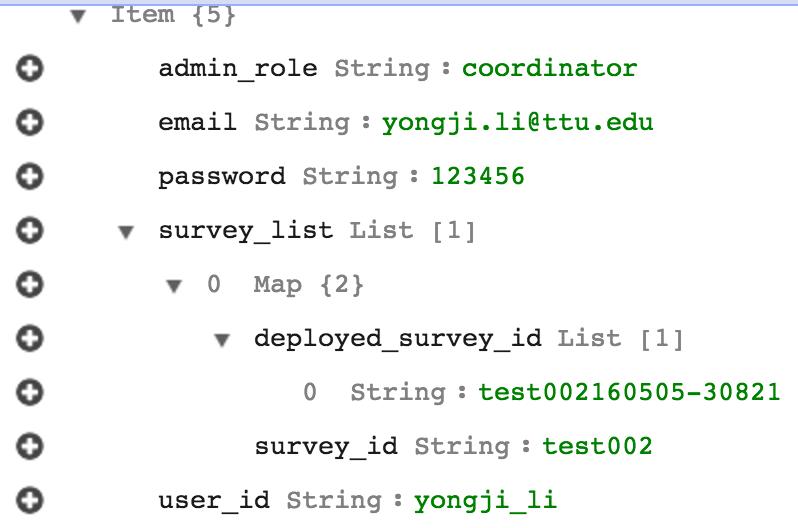 Item {5}
admin_role String : coordinator
email String : yongji.li@ttu.edu
password String : 123456
survey_list List [1]
0 Map {2}
deployed_survey_id List [1]
0 String : test002160505-30821
survey_id String : test002
user_id String : yongji_li